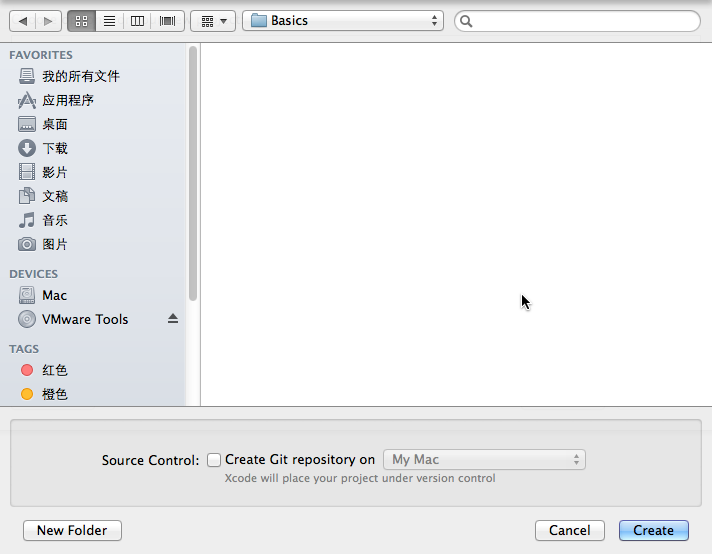 Basics
FAVORITES
我的所有文件
应用程序
桌面
下载
影片
文稿
音乐
图片
DEVICES
Mac
VMware Tools
TAGS
红色
橙色
Source Control: Create Git repository on My Mac
Xcode will place your project under version control
New Folder Cancel Create